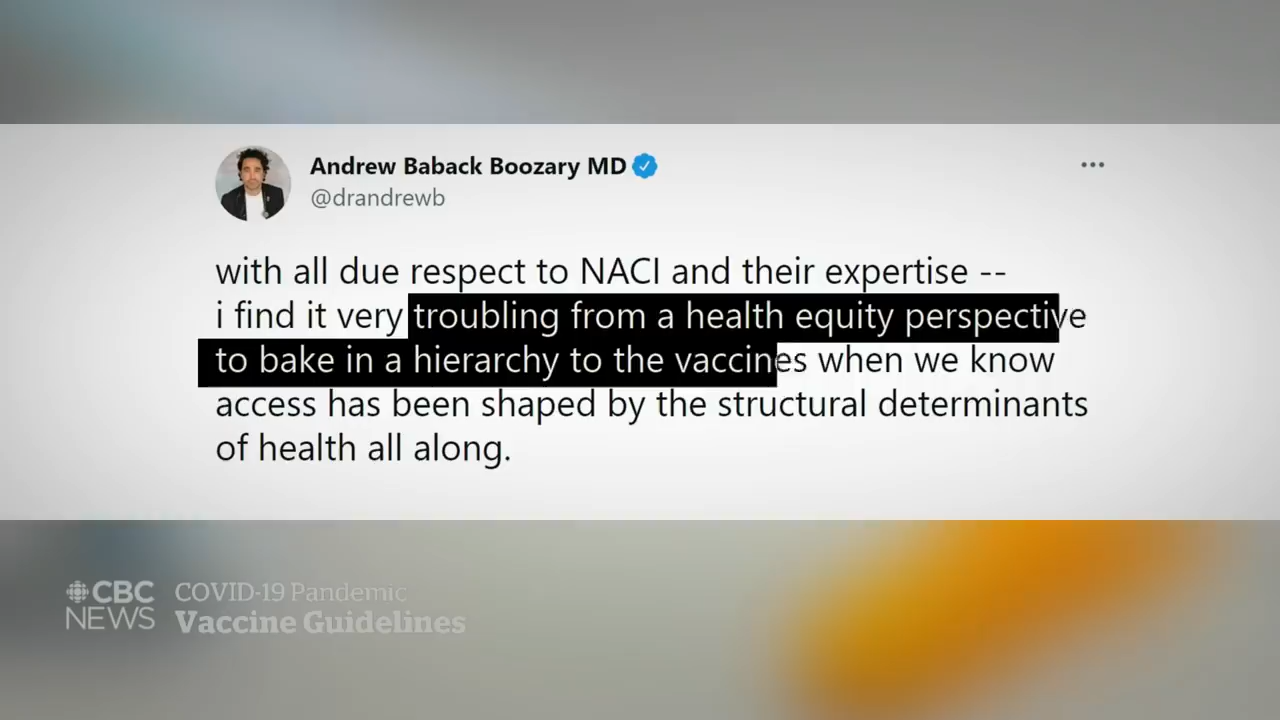 Andrew Baback Boozary MD
@drandrewb
with all due respect to NACI and their expertise --
i find it very troubling from a health equity perspective
to bake in a hierarchy to the vaccines when we know
access has been shaped by the structural determinants
of health all along.
CBC NEWS
COVID-19 Pandemic
Vaccine Guidelines